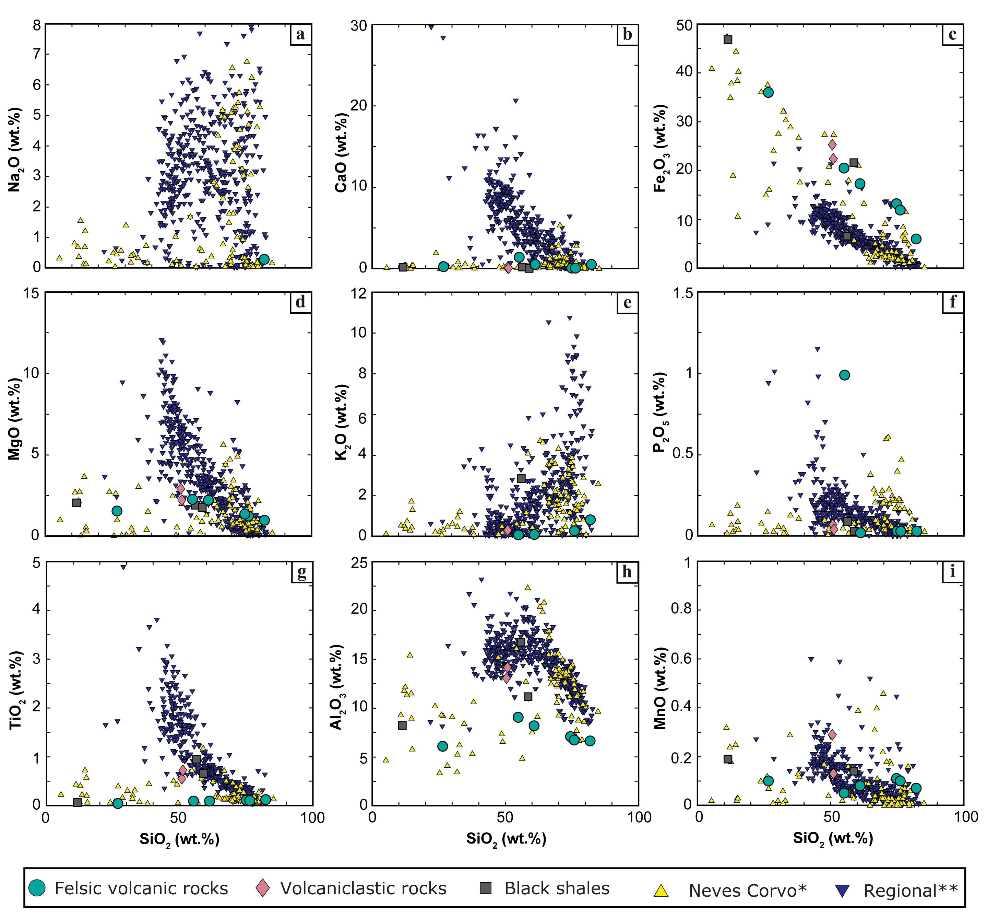 a
8
7
6
5
4
3
2
1
0
Na2O (wt.%)
b
30
20
10
0
CaO (wt.%)
c
50
40
30
20
10
0
Fe2O3 (wt.%)
d
15
10
5
0
MgO (wt.%)
e
12
10
8
6
4
2
0
K2O (wt.%)
f
1.5
1
0.5
0
P2O5 (wt.%)
g
5
4
3
2
1
0
TiO2 (wt.%)
0 50 100
SiO2 (wt.%)
h
25
20
15
10
5
0
Al2O3 (wt.%)
0 50 100
SiO2 (wt.%)
i
1
0.8
0.6
0.4
0.2
0
MnO (wt.%)
0 50 100
SiO2 (wt.%)
Felsic volcanic rocks Volcaniclastic rocks Black shales Neves Corvo* Regional**